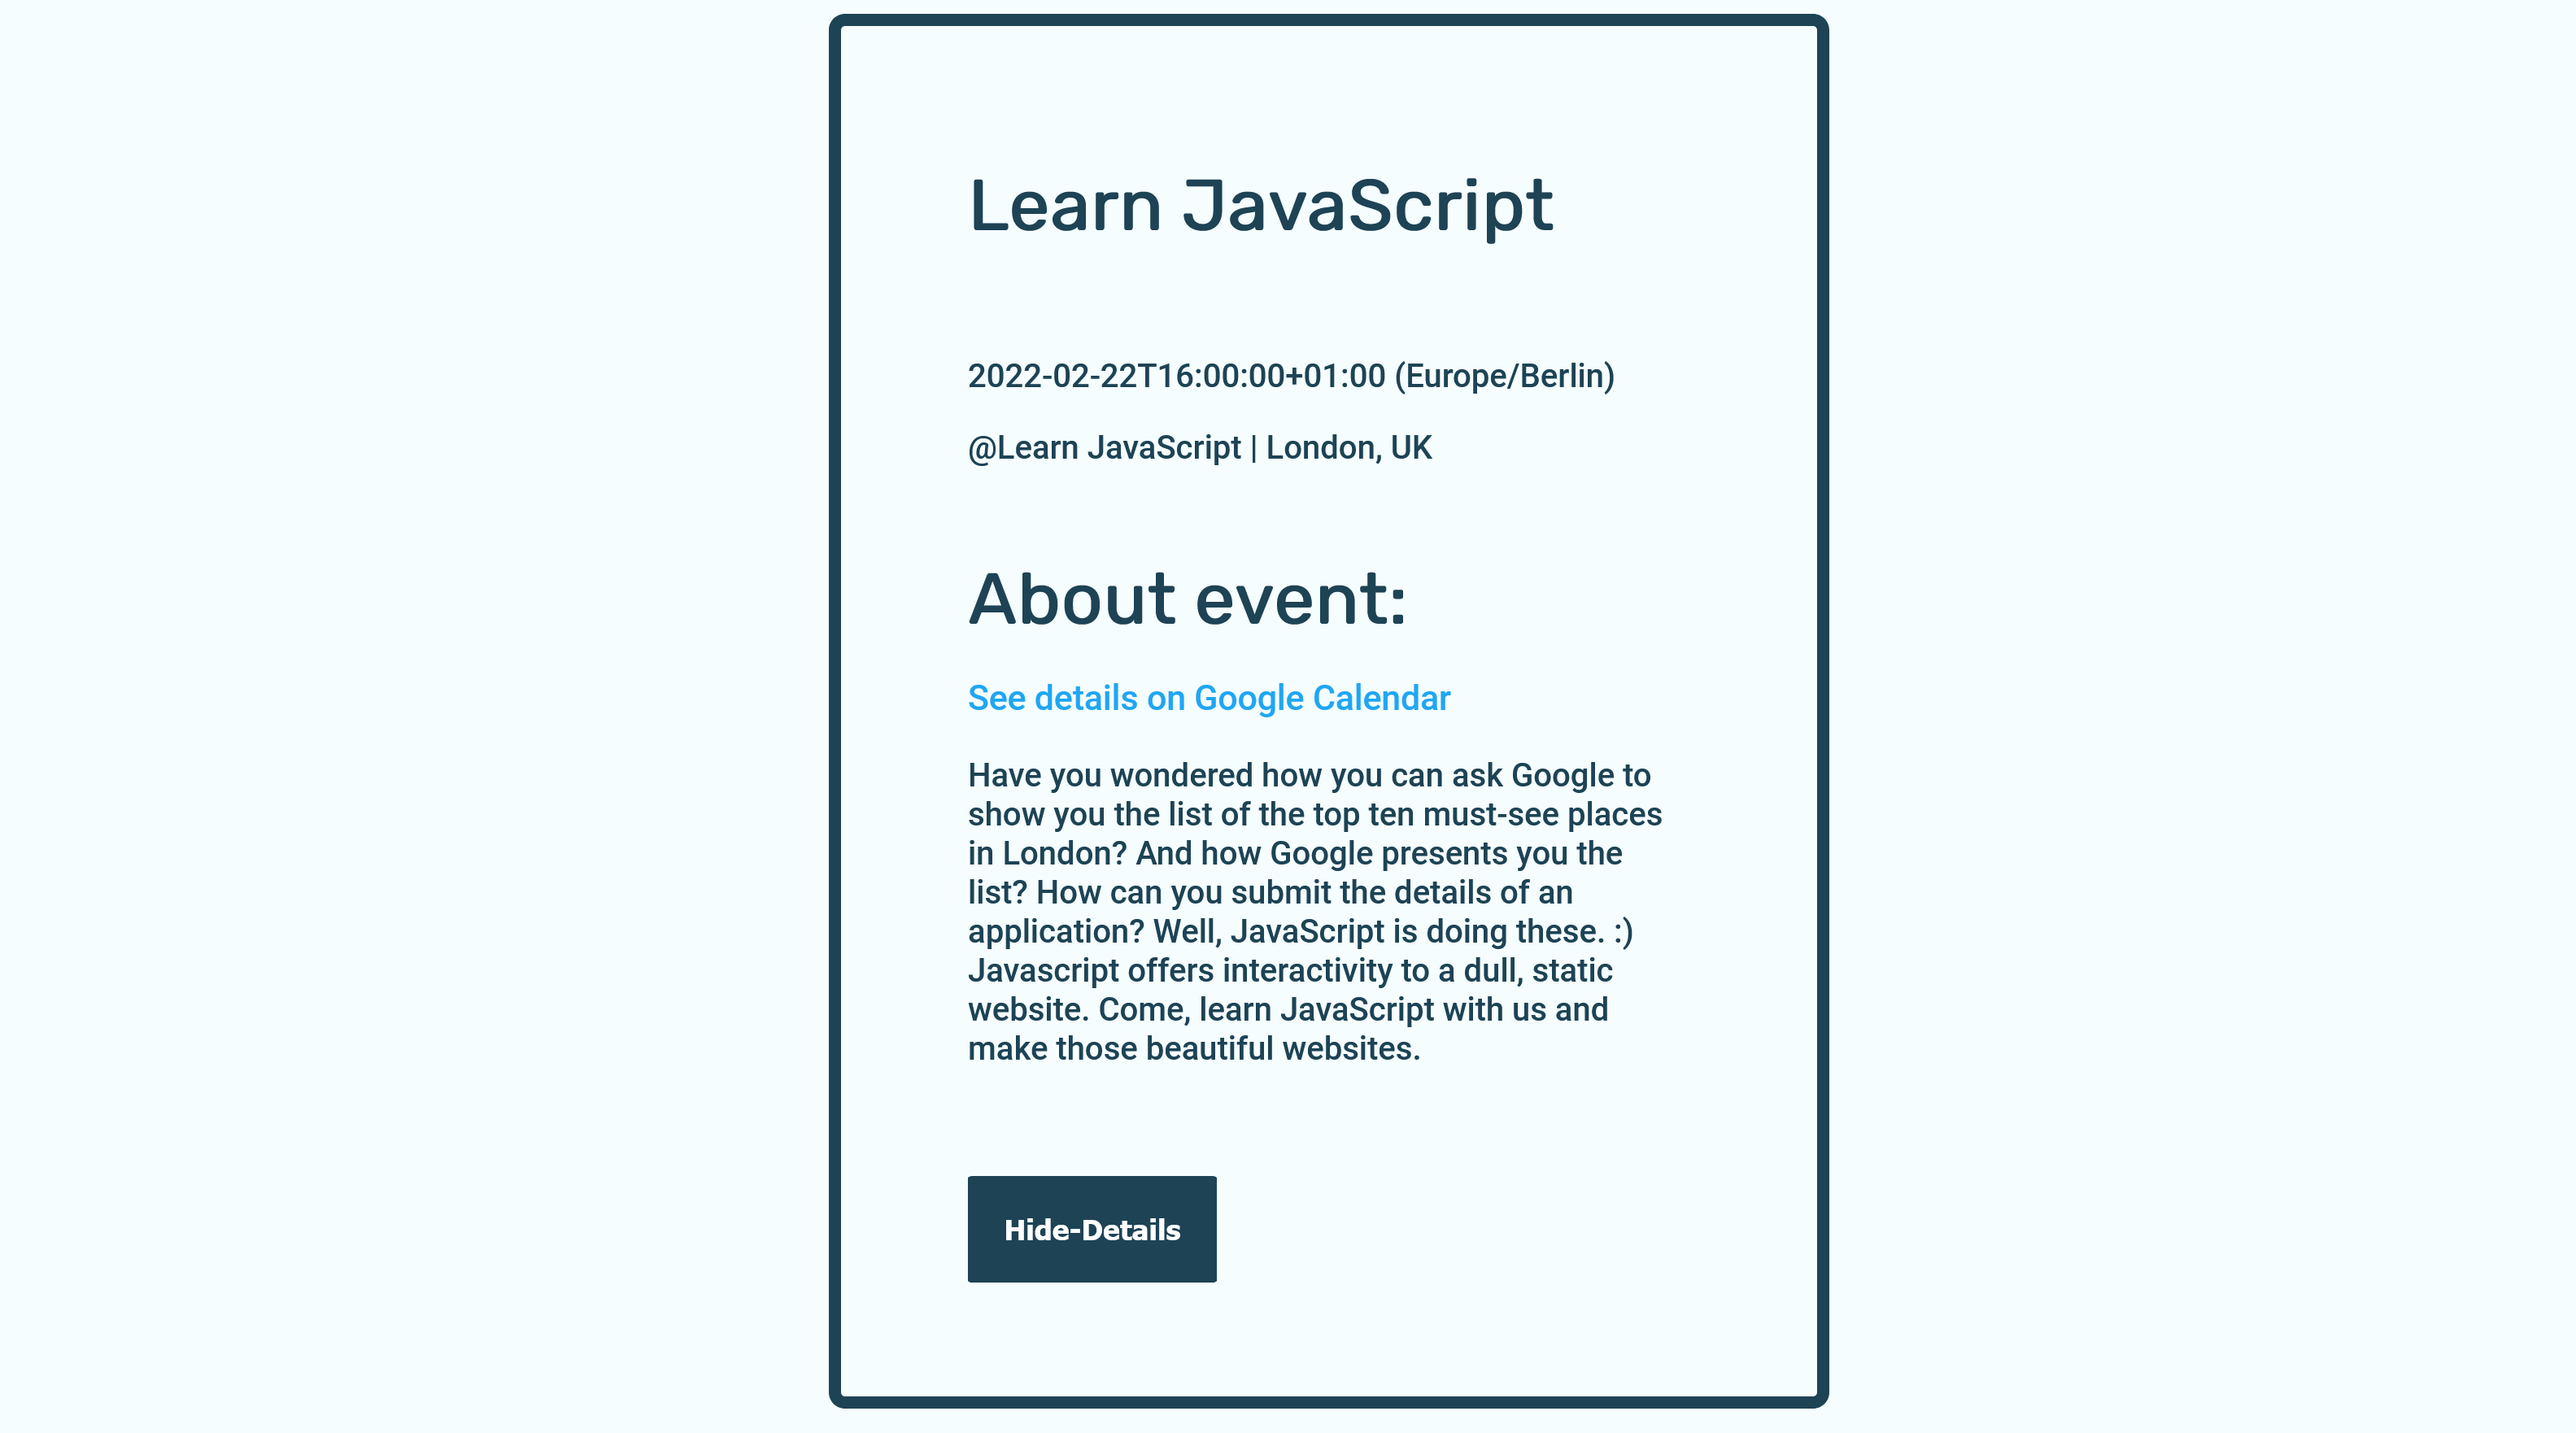 Learn JavaScript
2022-02-22T16:00:00+01:00 (Europe/Berlin)
@Learn JavaScript | London, UK
About event:
See details on Google Calendar
Have you wondered how you can ask Google to
show you the list of the top ten must-see places
in London? And how Google presents you the
list? How can you submit the details of an
application? Well, JavaScript is doing these. :)
Javascript offers interactivity to a dull, static
website. Come, learn JavaScript with us and
make those beautiful websites.
Hide-Details